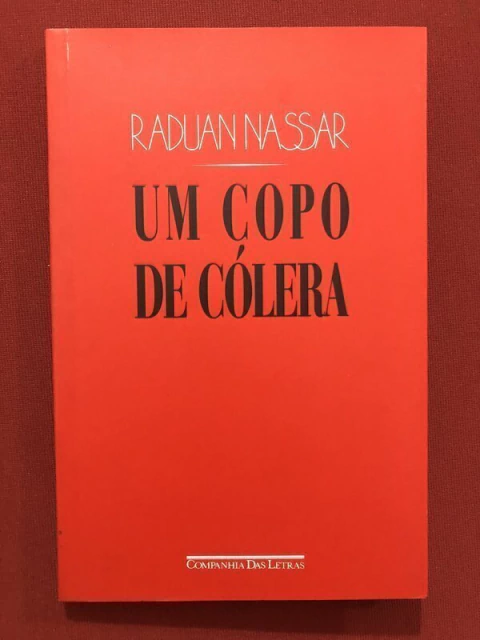 RADUAN NASSAR
UM COPO
DE CÓLERA
COMPANHIA DAS LETRAS